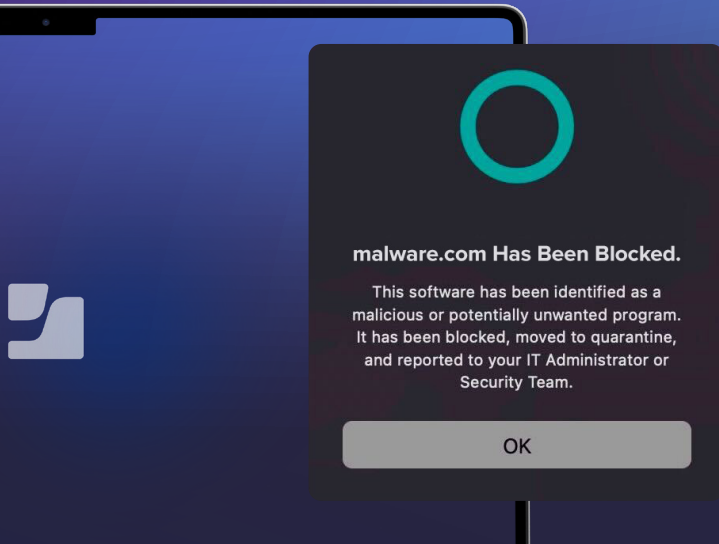 malware.com Has Been Blocked.
This software has been identified as a
malicious or potentially unwanted program.
It has been blocked, moved to quarantine,
and reported to your IT Administrator or
Security Team.
OK